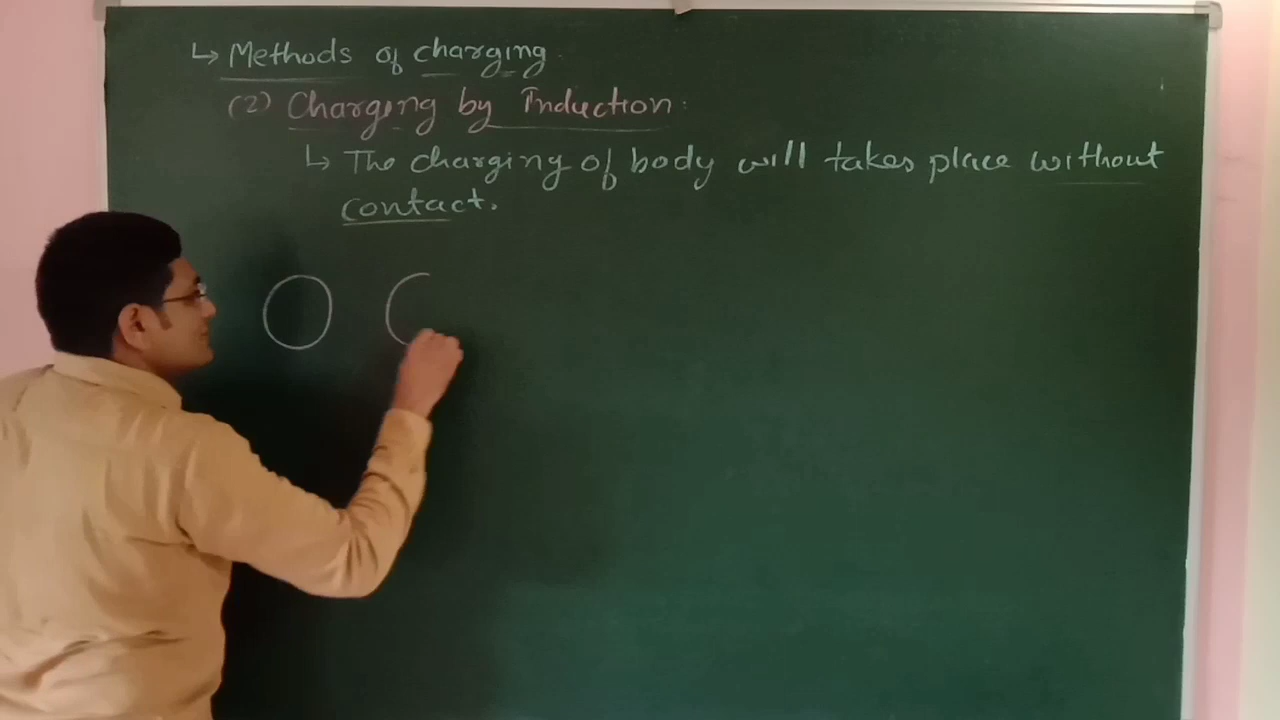 ↳ Methods of charging.
(2) Charging by Induction:
↳ The charging of body will takes place without
contact.